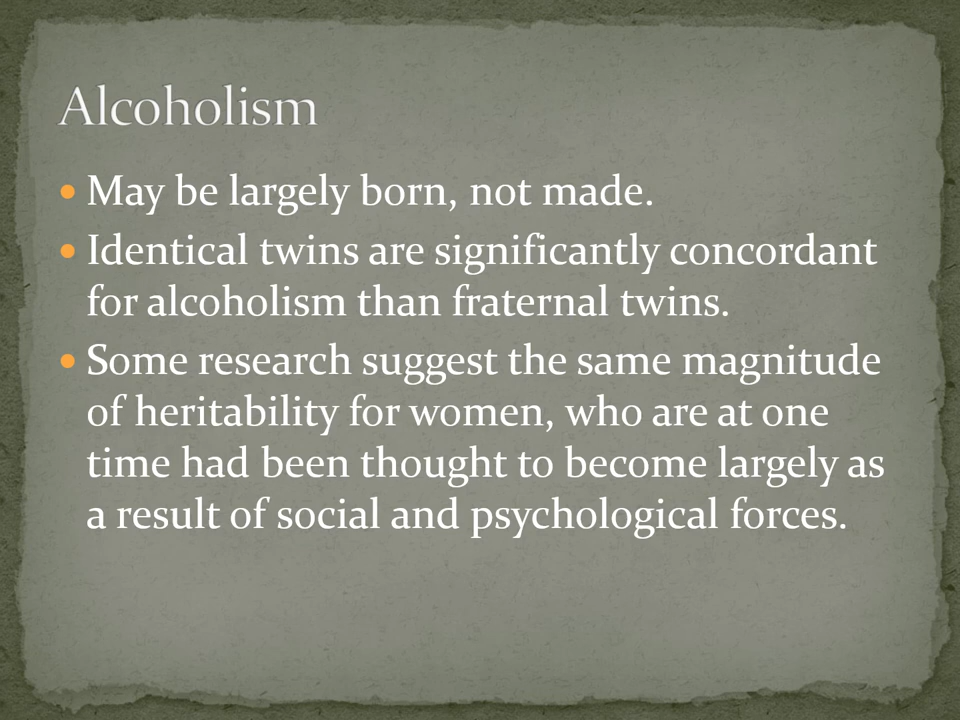 Alcoholism
• May be largely born, not made.
• Identical twins are significantly concordant
for alcoholism than fraternal twins.
• Some research suggest the same magnitude
of heritability for women, who are at one
time had been thought to become largely as
a result of social and psychological forces.